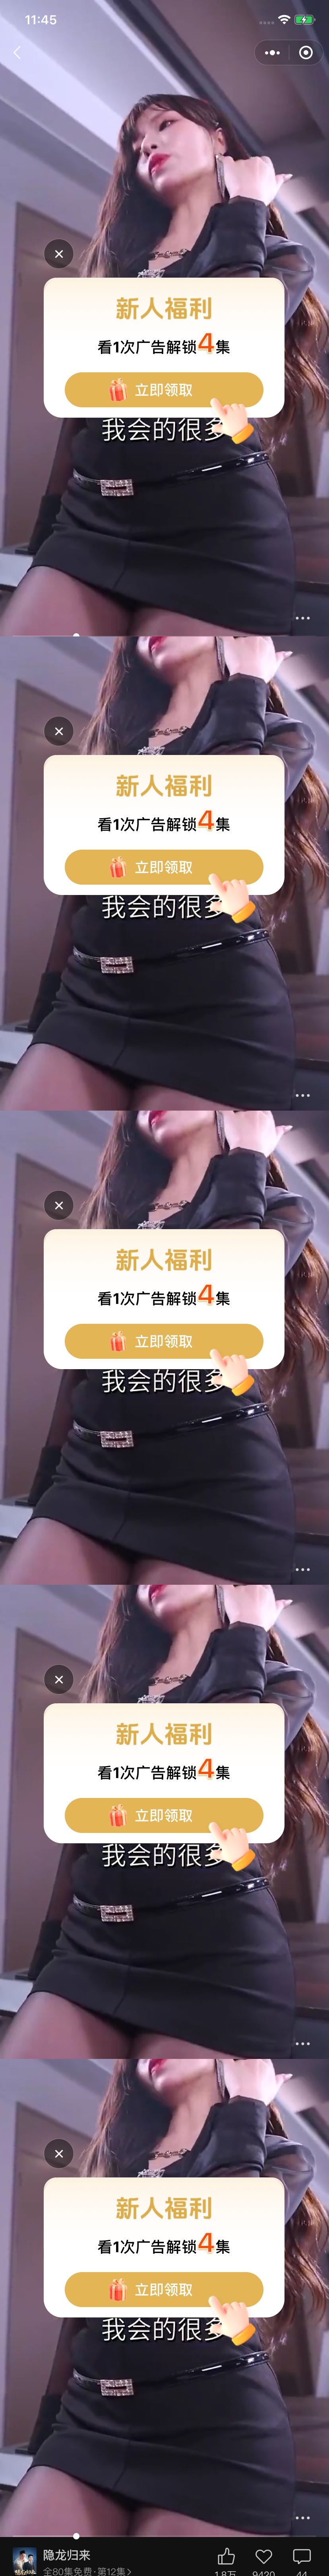 11:45
新人福利
看1次广告解锁4集
立即领取
我会的很多
新人福利
看1次广告解锁4集
立即领取
我会的很多
新人福利
看1次广告解锁4集
立即领取
我会的很多
新人福利
看1次广告解锁4集
立即领取
我会的很多
新人福利
看1次广告解锁4集
立即领取
我会的很多
隐龙归来
全80集免费·第12集>
1.8万 9420 44